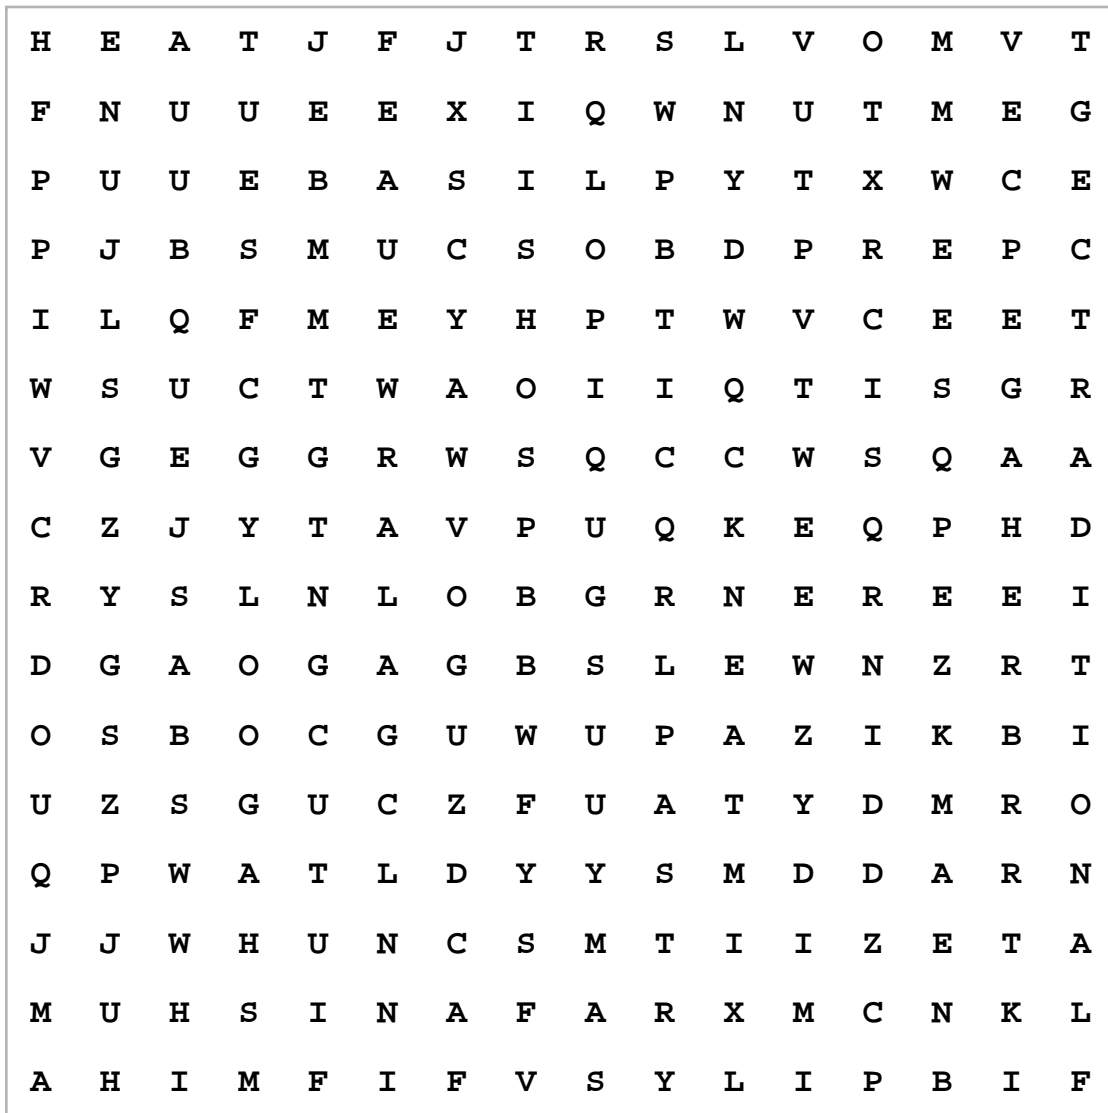 H E A T J F J T R S L V O M V T
F N U U E E X I Q W N U T M E G
P U U E B A S I L P Y T X W C E
P J B S M U C S O B D P R E P C
I L Q F M E Y H P T W V C E E T
W S U C T W A O I I Q T I S G R
V G E G G R W S Q C C W S Q A A
C Z J Y T A V P U Q K E Q P H D
R Y S L N L O B G R N E R E E I
D G A O G A G B S L E W N Z R T
O S B O C G U W U P A Z I K B I
U Z S G U C Z F U A T Y D M R O
Q P W A T L D Y Y S M D D A R N
J J W H U N C S M T I I Z E T A
M U H S I N A F A R X M C N K L
A H I M F I F V S Y L I P B I F